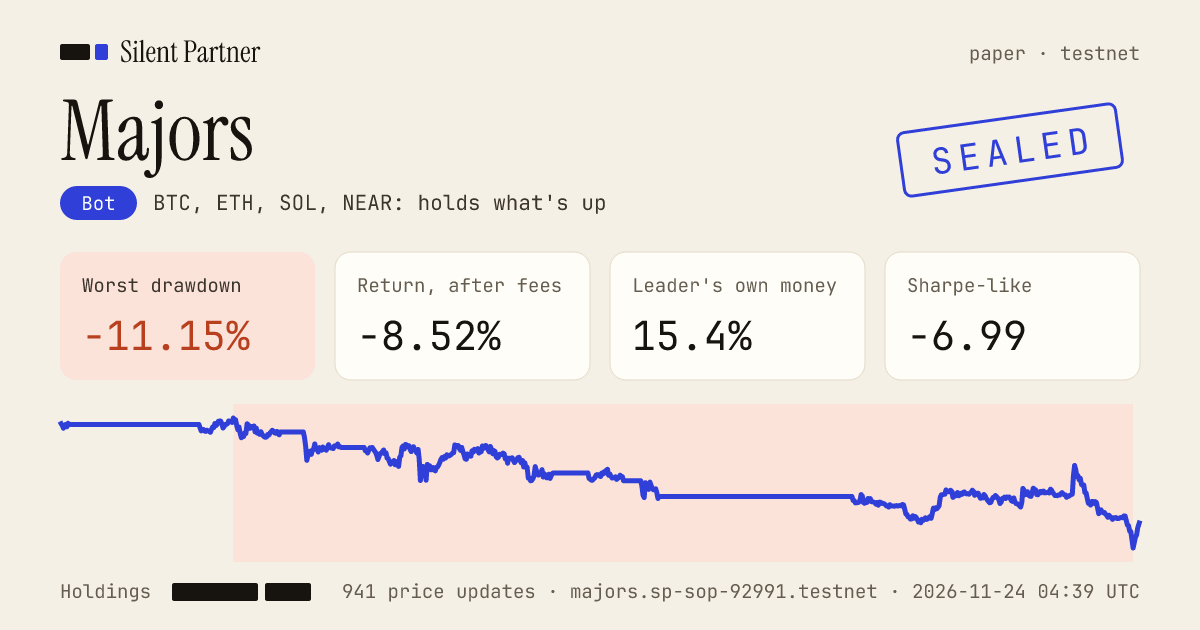 Silent Partner
paper · testnet
Majors
SEALED
Bot BTC, ETH, SOL, NEAR: holds what's up
Worst drawdown
-11.15%
Return, after fees
-8.52%
Leader's own money
15.4%
Sharpe-like
-6.99
Holdings
941 price updates · majors.sp-sop-92991.testnet · 2026-11-24 04:39 UTC